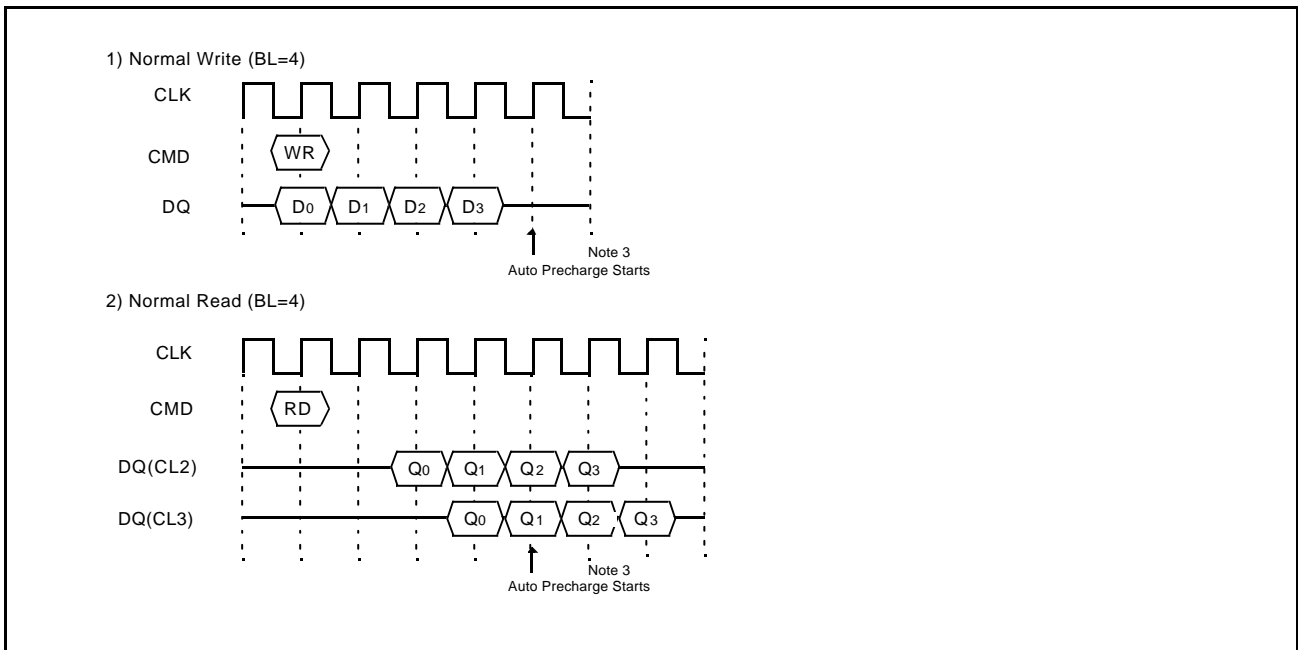 1) Normal Write (BL=4)
CLK
CMD
WR
DQ
D0 D1 D2 D3
Note 3
Auto Precharge Starts
2) Normal Read (BL=4)
CLK
CMD
RD
DQ(CL2)
Q0 Q1 Q2 Q3
DQ(CL3)
Q0 Q1 Q2 Q3
Note 3
Auto Precharge Starts